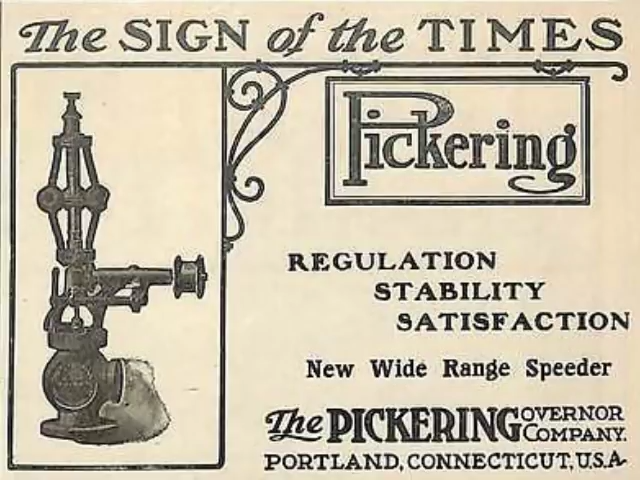 The SIGN of the TIMES
Pickering
REGULATION
STABILITY
SATISFACTION
New Wide Range Speeder
The PICKERING GOVERNOR COMPANY.
PORTLAND, CONNECTICUT, U.S.A.